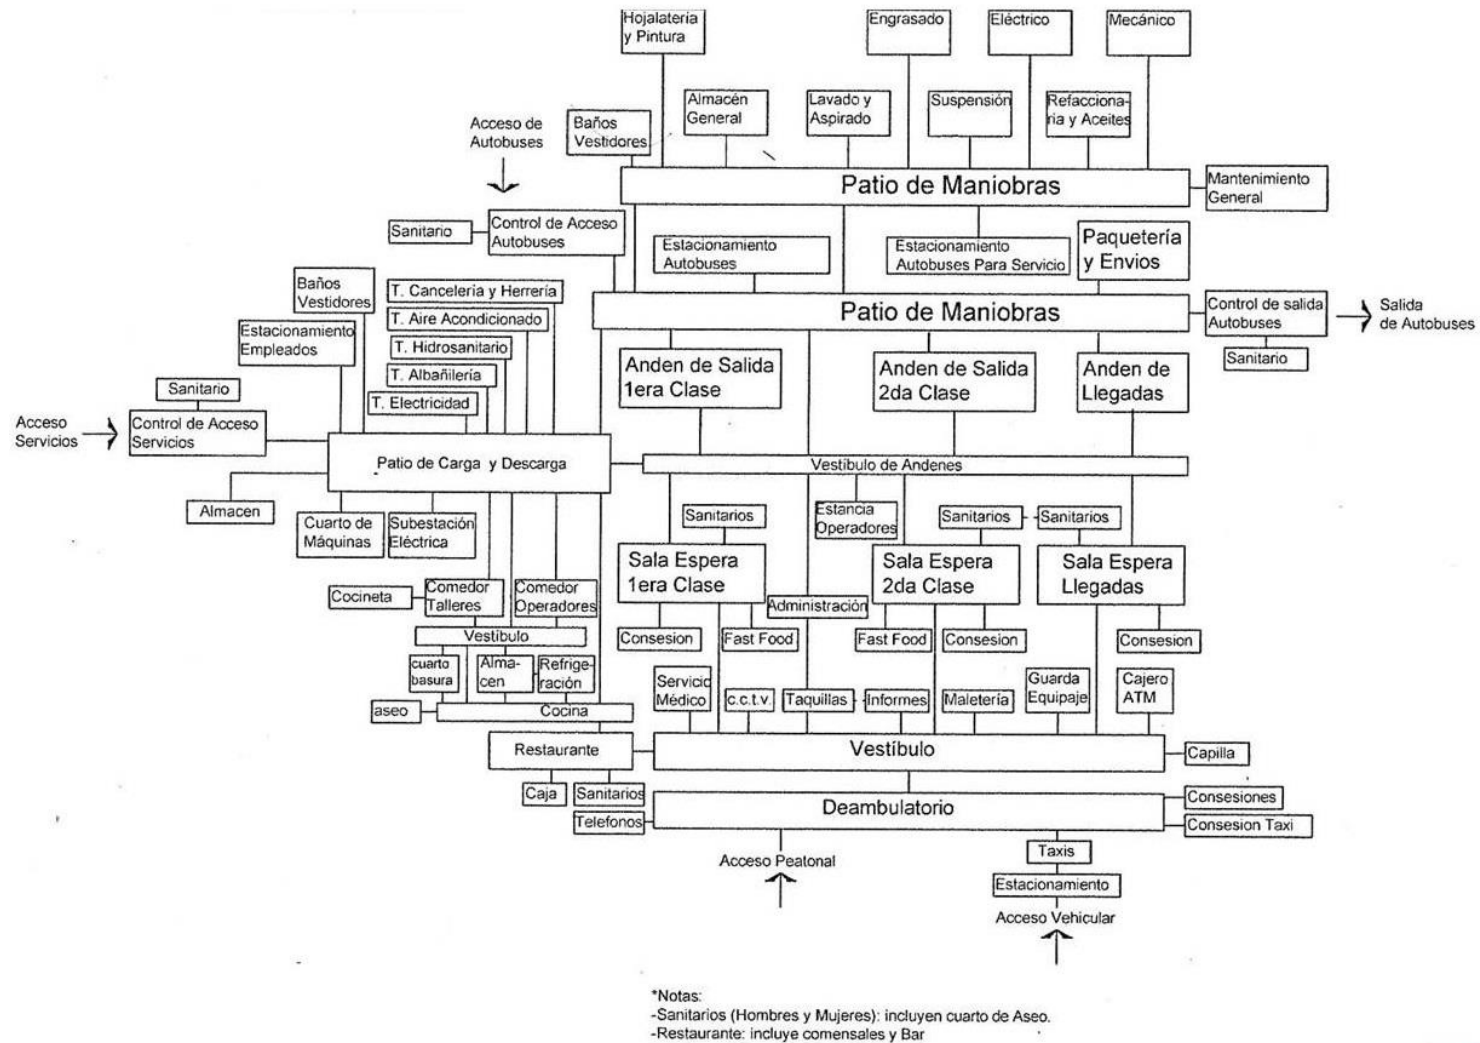 Hojalatería
y Pintura
Engrasado
Eléctrico
Mecánico
Acceso de
Autobuses
Baños
Vestidores
Almacén
General
Lavado y
Aspirado
Suspensión
Refacciona-
ria y Aceites
Patio de Maniobras
Mantenimiento
General
Sanitario
Control de Acceso
Autobuses
Estacionamiento
Autobuses
Estacionamiento
Autobuses Para Servicio
Paquetería
y Envios
Baños
Vestidores
T. Cancelería y Herrería
T. Aire Acondicionado
T. Hidrosanitario
T. Albañilería
T. Electricidad
Estacionamiento
Empleados
Patio de Maniobras
Control de salida
Autobuses
Salida
de Autobuses
Sanitario
Anden de Salida
1era Clase
Anden de Salida
2da Clase
Anden de
Llegadas
Sanitario
Acceso
Servicios
Control de Acceso
Servicios
Patio de Carga y Descarga
Vestíbulo de Andenes
Almacen
Cuarto de
Máquinas
Subestación
Eléctrica
Sanitarios
Estancia
Operadores
Sanitarios
Sanitarios
Sala Espera
1era Clase
Sala Espera
2da Clase
Sala Espera
Llegadas
Cocineta
Comedor
Talleres
Comedor
Operadores
Administración
Vestíbulo
Consesion
Fast Food
Fast Food
Consesion
Consesion
cuarto
basura
Alma-
cen
Refrige-
ración
Servicio
Médico
c.c.t.v.
Taquillas
Informes
Maletería
Guarda
Equipaje
Cajero
ATM
aseo
Cocina
Restaurante
Vestíbulo
Capilla
Caja
Sanitarios
Telefonos
Deambulatorio
Consesiones
Consesion Taxi
Acceso Peatonal
Taxis
Estacionamiento
Acceso Vehicular
*Notas:
-Sanitarios (Hombres y Mujeres): incluyen cuarto de Aseo.
-Restaurante: incluye comensales y Bar